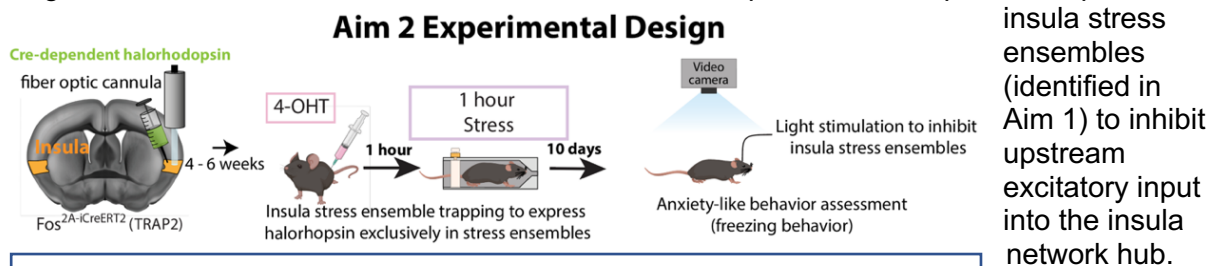 Aim 2 Experimental Design
Cre-dependent halorhodopsin
fiber optic cannula
Insula
4 - 6 weeks
Fos2A-iCreERT2 (TRAP2)
4-OHT
1 hour
1 hour
Stress
10 days
Insula stress ensemble trapping to express
halorhopsin exclusively in stress ensembles
Video
camera
Light stimulation to inhibit
insula stress ensembles
Anxiety-like behavior assessment
(freezing behavior)
insula stress
ensembles
(identified in
Aim 1) to inhibit
upstream
excitatory input
into the insula
network hub.